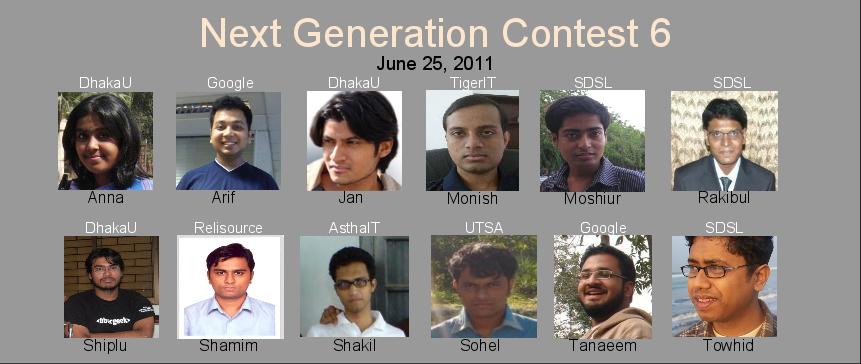 Next Generation Contest 6
June 25, 2011
DhakaU Google DhakaU TigerIT SDSL SDSL
Anna Arif Jan Monish Moshiur Rakibul
DhakaU Relisource AsthaIT UTSA Google SDSL
Shiplu Shamim Shakil Sohel Tanaeem Towhid